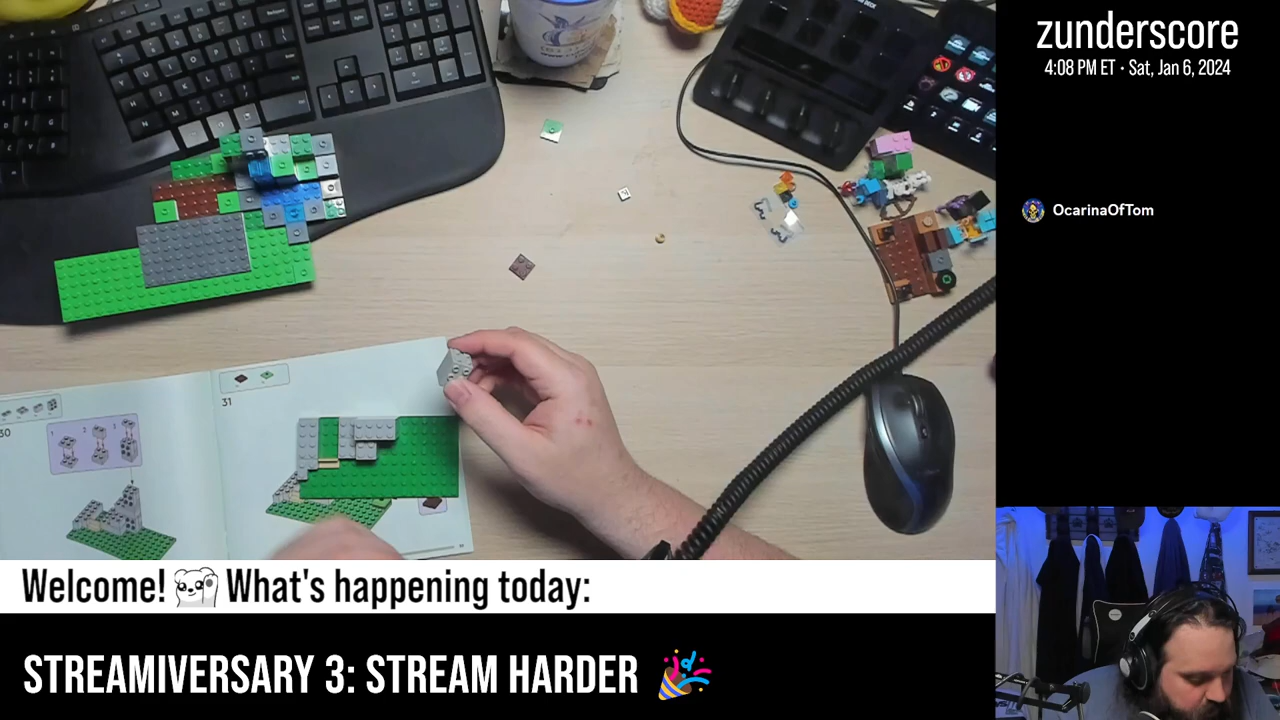 zunderscore
4:08 PM ET • Sat, Jan 6, 2024
OcarinaOfTom
30
31
Welcome! What's happening today:
STREAMIVERSARY 3: STREAM HARDER